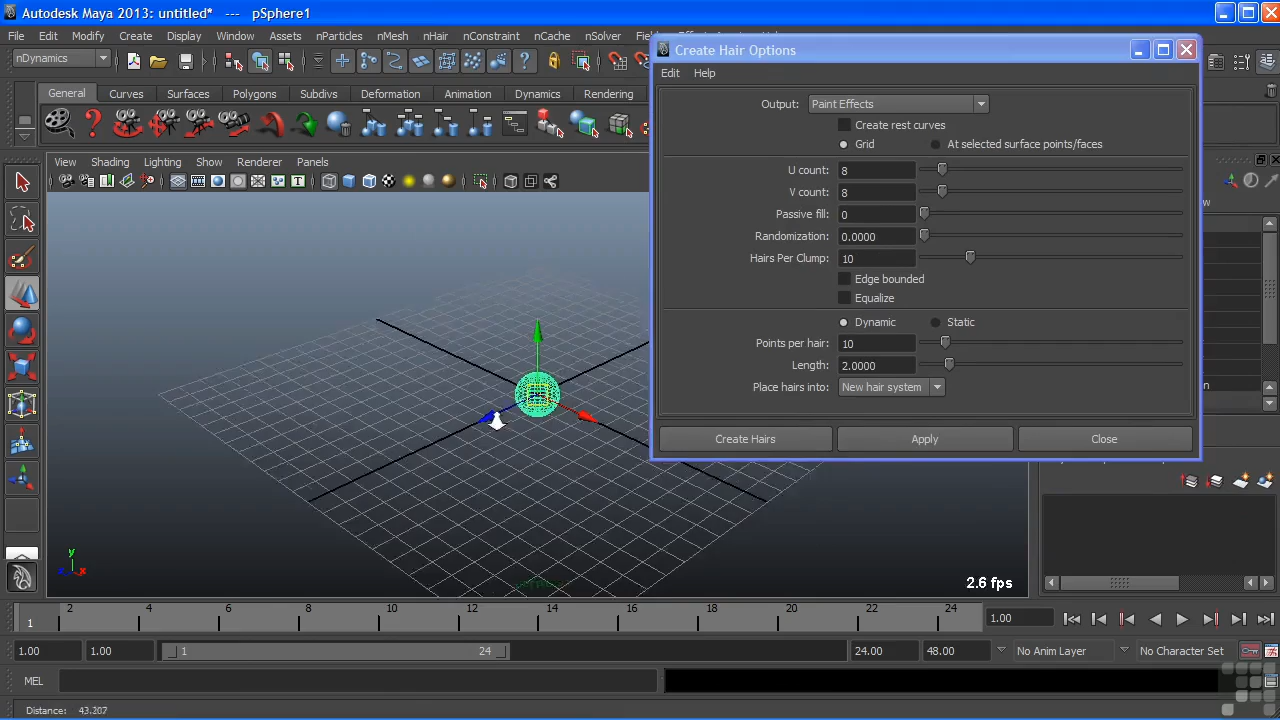 Autodesk Maya 2013: untitled* --- pSphere1
File Edit Modify Create Display Window Assets nParticles nMesh nHair nConstraint nCache nSolver
nDynamics
General Curves Surfaces Polygons Subdivs Deformation Animation Dynamics Rendering
View Shading Lighting Show Renderer Panels
Create Hair Options
Edit Help
Output: Paint Effects
Create rest curves
Grid At selected surface points/faces
U count: 8
V count: 8
Passive fill: 0
Randomization: 0.0000
Hairs Per Clump: 10
Edge bounded
Equalize
Dynamic Static
Points per hair: 10
Length: 2.0000
Place hairs into: New hair system
Create Hairs Apply Close
y
2.6 fps
2 4 6 8 10 12 14 16 18 20 22 24
1 1.00
1.00 1.00 1 24 24.00 48.00 No Anim Layer No Character Set
MEL
Distance: 43.207